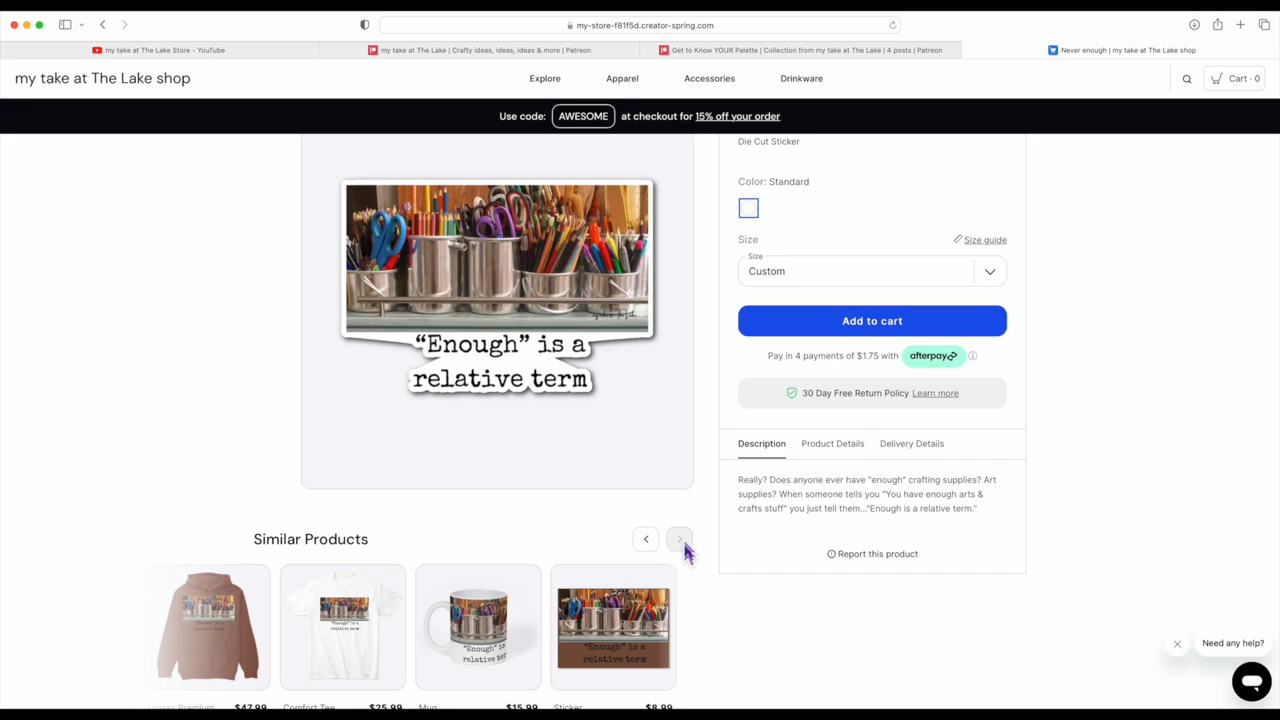 my-store-f81f5d.creator-spring.com
my take at The Lake Store - YouTube
my take at The Lake | Crafty ideas, ideas, ideas & more | Patreon
Get to Know YOUR Palette | Collection from my take at The Lake | 4 posts | Patreon
Never enough | my take at The Lake shop
my take at The Lake shop
Explore
Apparel
Accessories
Drinkware
Cart · 0
Use code: AWESOME at checkout for 15% off your order
Die Cut Sticker
Color: Standard
Size
Size guide
Size
Custom
Add to cart
Pay in 4 payments of $1.75 with afterpay
30 Day Free Return Policy Learn more
Description
Product Details
Delivery Details
Really? Does anyone ever have "enough" crafting supplies? Art
supplies? When someone tells you "You have enough arts &
crafts stuff" you just tell them..."Enough is a relative term."
Report this product
“Enough” is a
relative term
Similar Products
"Enough" is a
relative term
Unisex Premium
$47.99
Comfort Tee
$25.99
Mug
$15.99
Sticker
$8.99
Need any help?